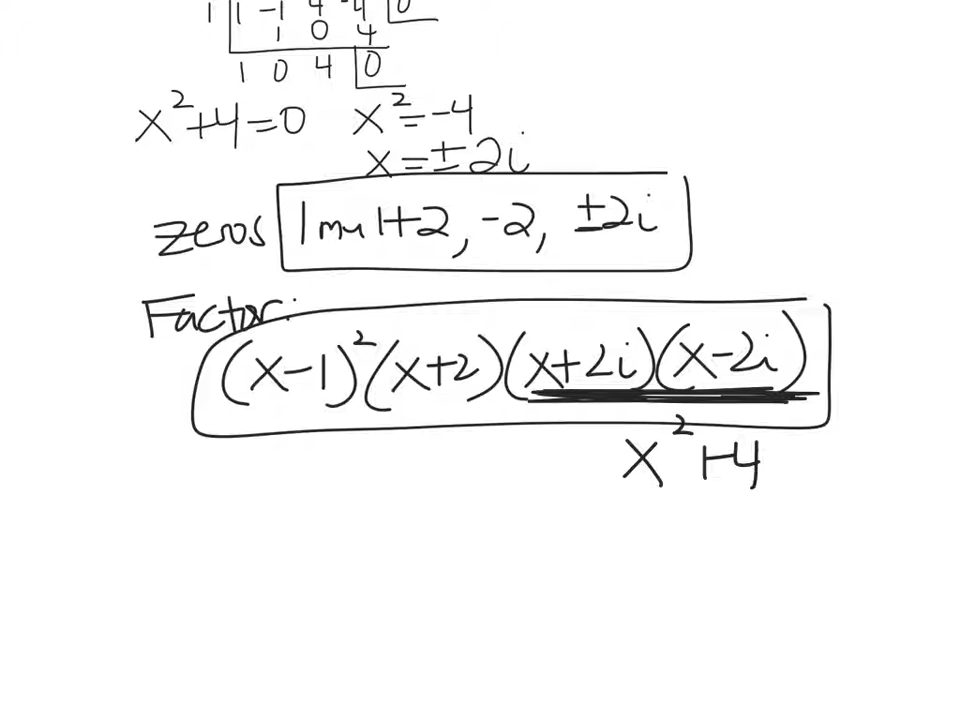 1 | 1 -1 4 -4 | 0
1 0 4
1 0 4 | 0
x²+4=0 x²=-4
x=±2i
zeros 1 mult 2, -2, ±2i
Factor:
(x-1)²(x+2)(x+2i)(x-2i)
x²+4